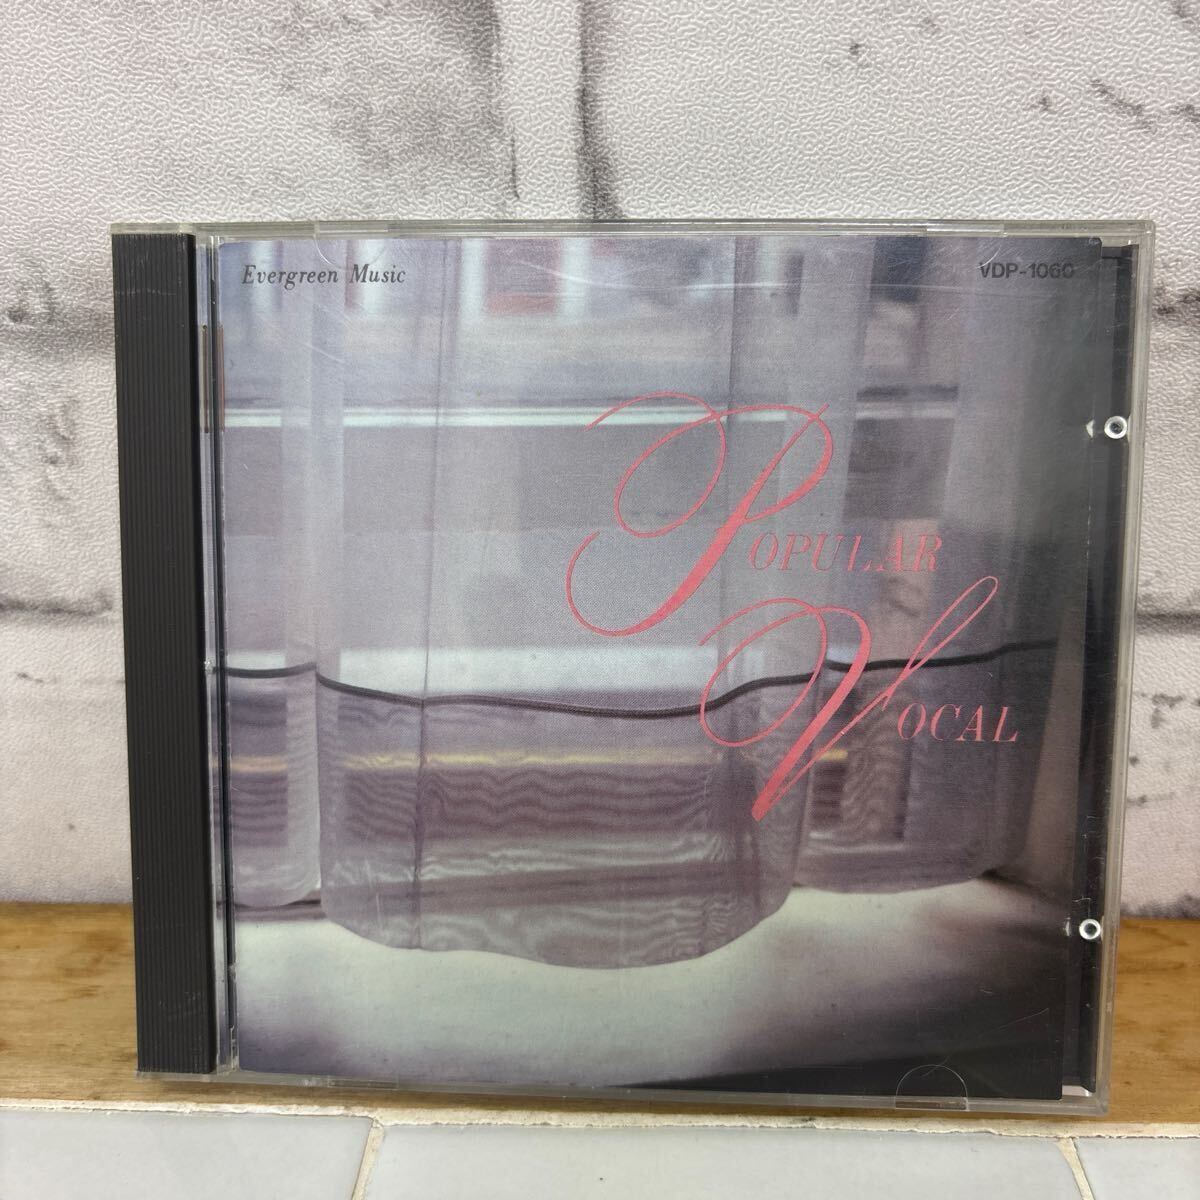 Evergreen Music
VDP-1060
POPULAR
VOCAL